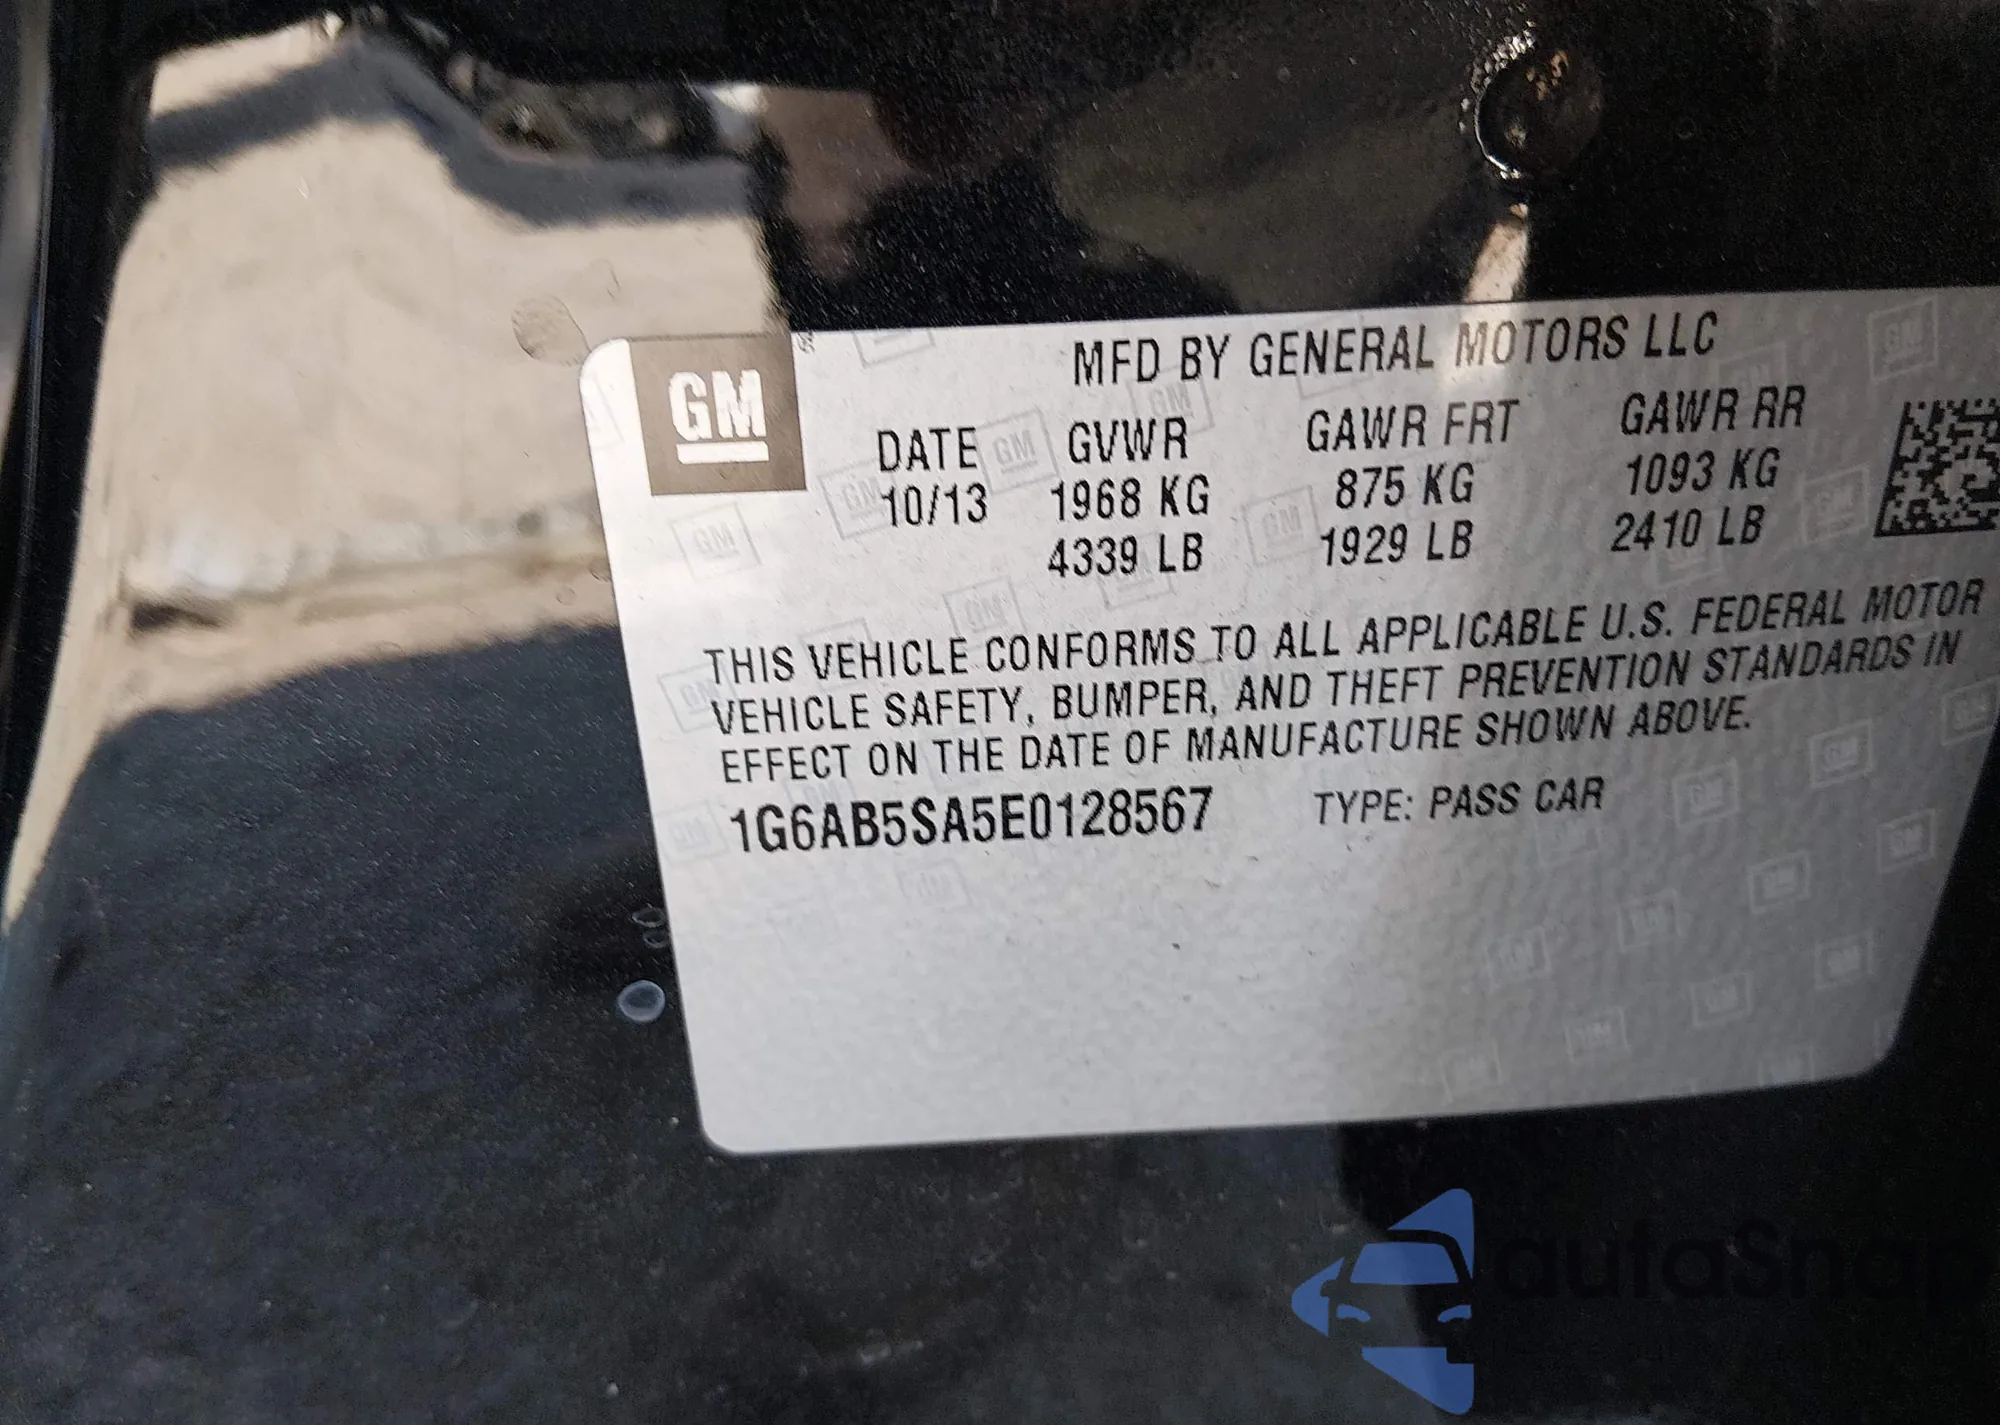 GM
MFD BY GENERAL MOTORS LLC
DATE GVWR GAWR FRT GAWR RR
10/13 1968 KG 875 KG 1093 KG
4339 LB 1929 LB 2410 LB
THIS VEHICLE CONFORMS TO ALL APPLICABLE U.S. FEDERAL MOTOR
VEHICLE SAFETY, BUMPER, AND THEFT PREVENTION STANDARDS IN
EFFECT ON THE DATE OF MANUFACTURE SHOWN ABOVE.
1G6AB5SA5E0128567 TYPE: PASS CAR
autoSnap